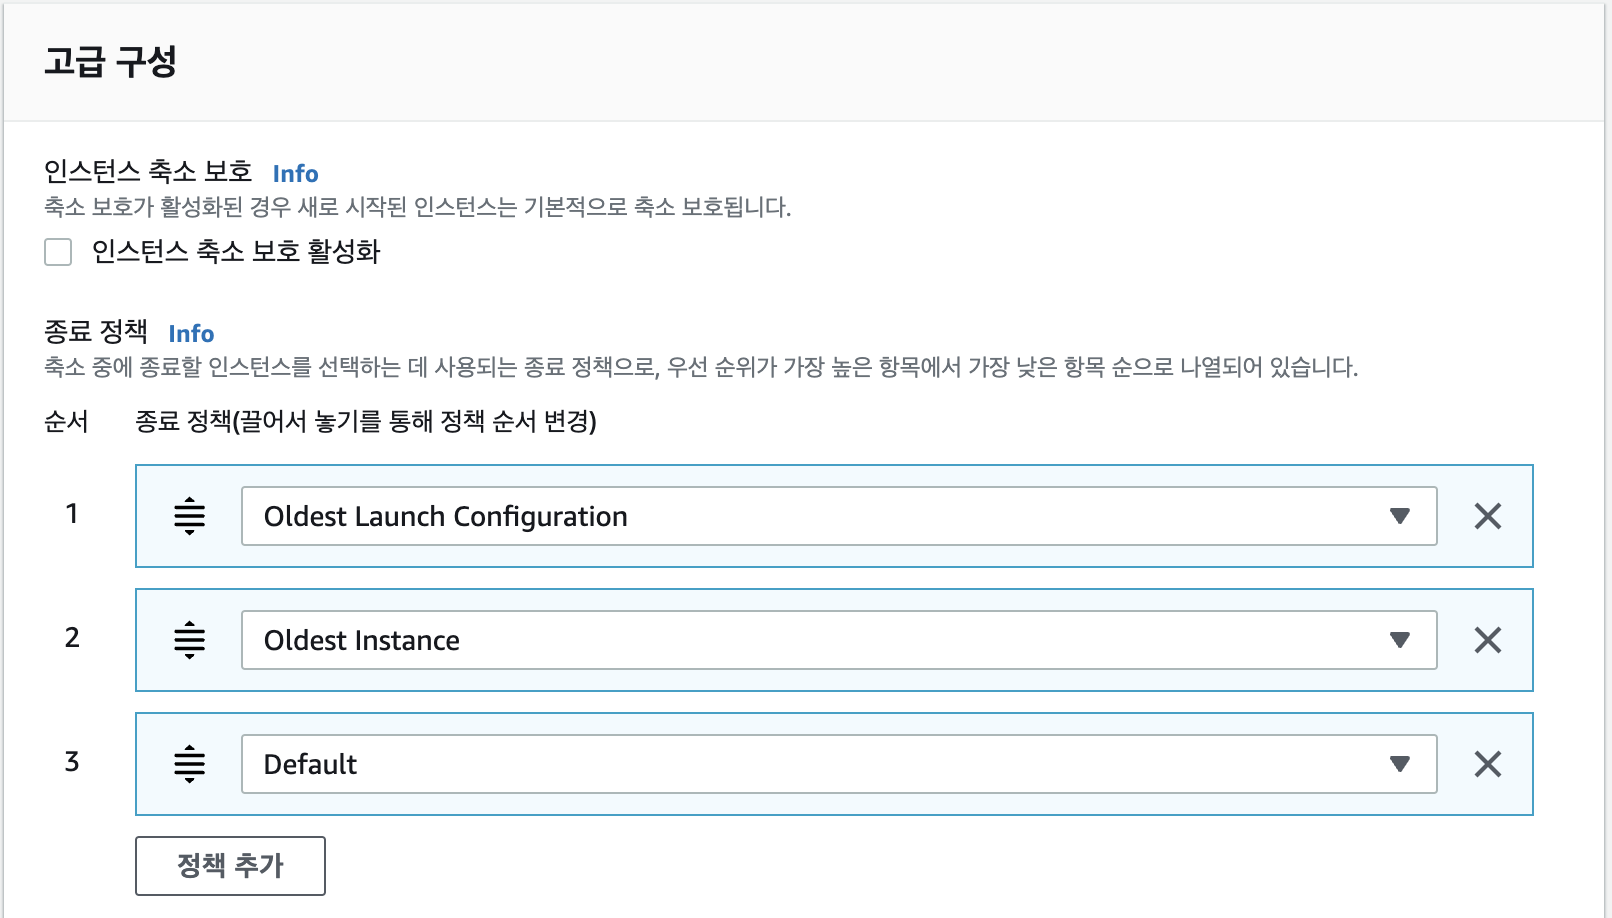 고급 구성
인스턴스 축소 보호 Info
축소 보호가 활성화된 경우 새로 시작된 인스턴스는 기본적으로 축소 보호됩니다.
인스턴스 축소 보호 활성화
종료 정책 Info
축소 중에 종료할 인스턴스를 선택하는 데 사용되는 종료 정책으로, 우선 순위가 가장 높은 항목에서 가장 낮은 항목 순으로 나열되어 있습니다.
순서 종료 정책(끌어서 놓기를 통해 정책 순서 변경)
1 Oldest Launch Configuration
2 Oldest Instance
3 Default
정책 추가